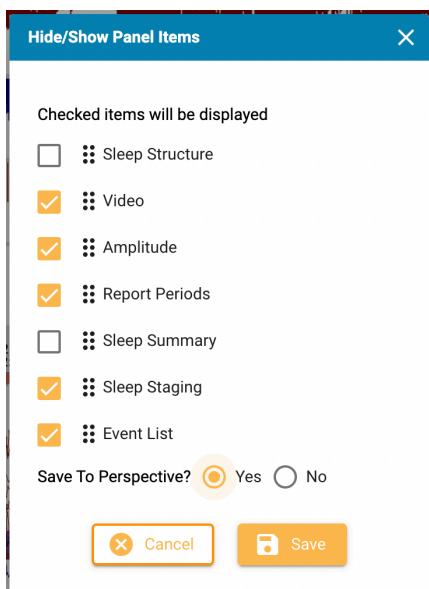 Hide/Show Panel Items
Checked items will be displayed
Sleep Structure
Video
Amplitude
Report Periods
Sleep Summary
Sleep Staging
Event List
Save To Perspective? Yes No
Cancel Save